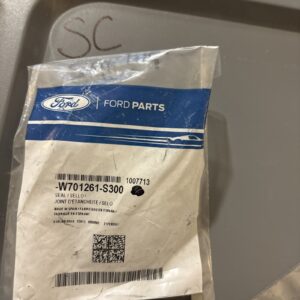 SC
Ford
FORD PARTS
1007713
-W701261-S300
SEAL / SELLO /
JOINT D'ETANCHEITE / SELO